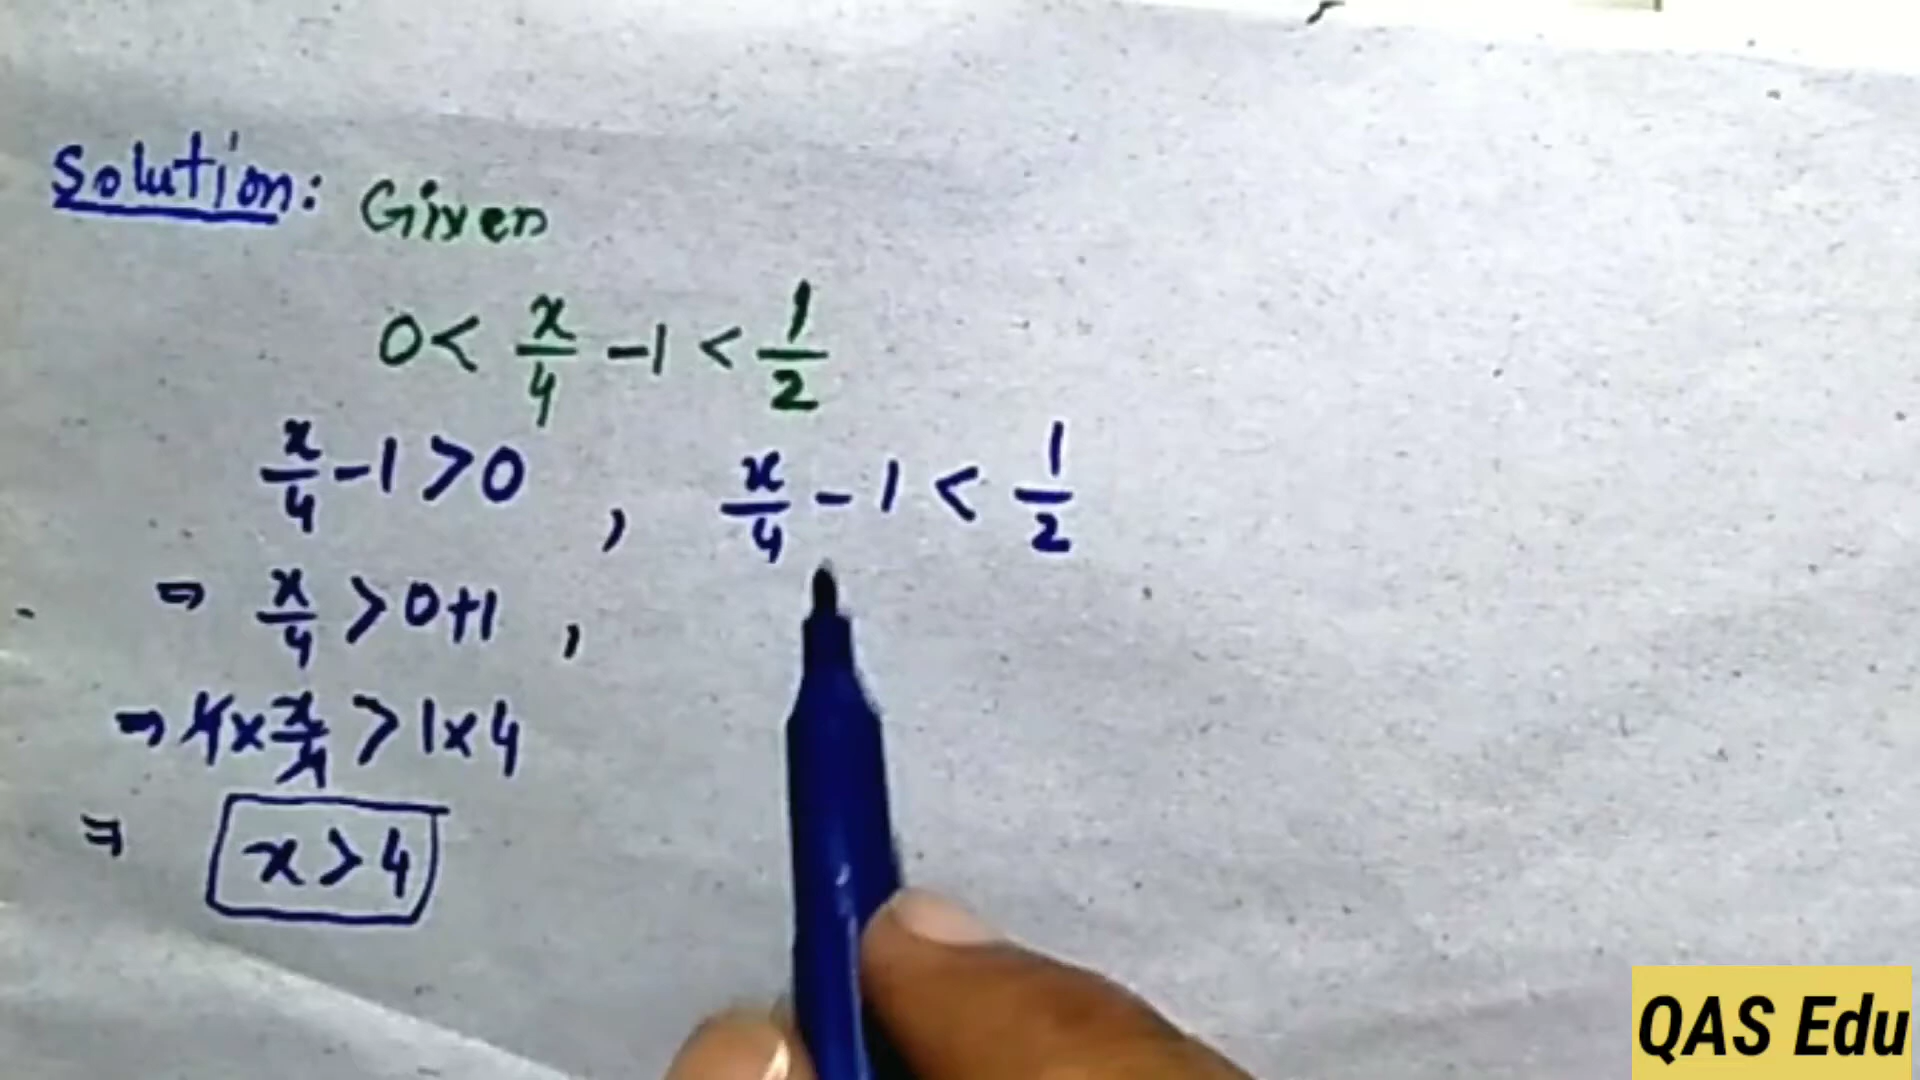 Solution: Given
0 < x/4 - 1 < 1/2
x/4 - 1 > 0 , x/4 - 1 < 1/2
⇒ x/4 > 0+1 ,
⇒ 4 × x/4 > 1 × 4
⇒ x > 4
QAS Edu